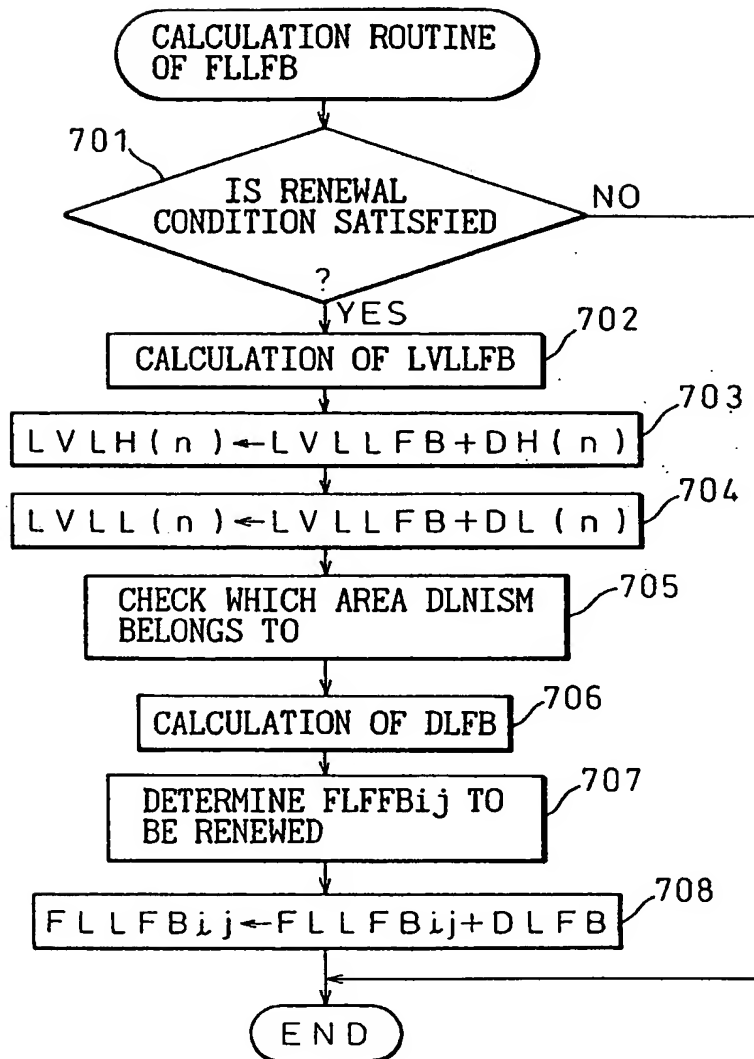 CALCULATION ROUTINE
OF FLLFB
701
IS RENEWAL
CONDITION SATISFIED
?
NO
YES
702
CALCULATION OF LVLLFB
703
LVLH(n)←LVLLFB+DH(n)
704
LVLL(n)←LVLLFB+DL(n)
705
CHECK WHICH AREA DLNISM
BELONGS TO
706
CALCULATION OF DLFB
707
DETERMINE FLFFBij TO
BE RENEWED
708
FLLFBij←FLLFBij+DLFB
END